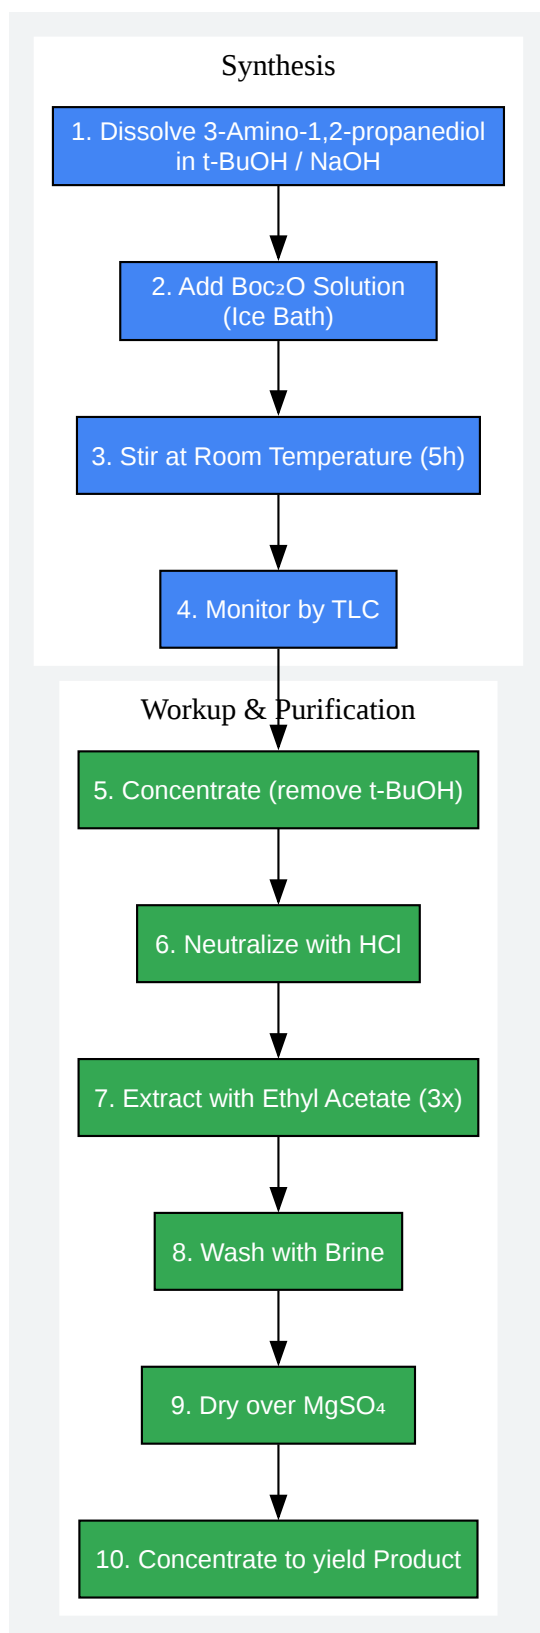 Synthesis
1. Dissolve 3-Amino-1,2-propanediol
in t-BuOH / NaOH
2. Add Boc₂O Solution
(Ice Bath)
3. Stir at Room Temperature (5h)
4. Monitor by TLC
Workup & Purification
5. Concentrate (remove t-BuOH)
6. Neutralize with HCl
7. Extract with Ethyl Acetate (3x)
8. Wash with Brine
9. Dry over MgSO₄
10. Concentrate to yield Product